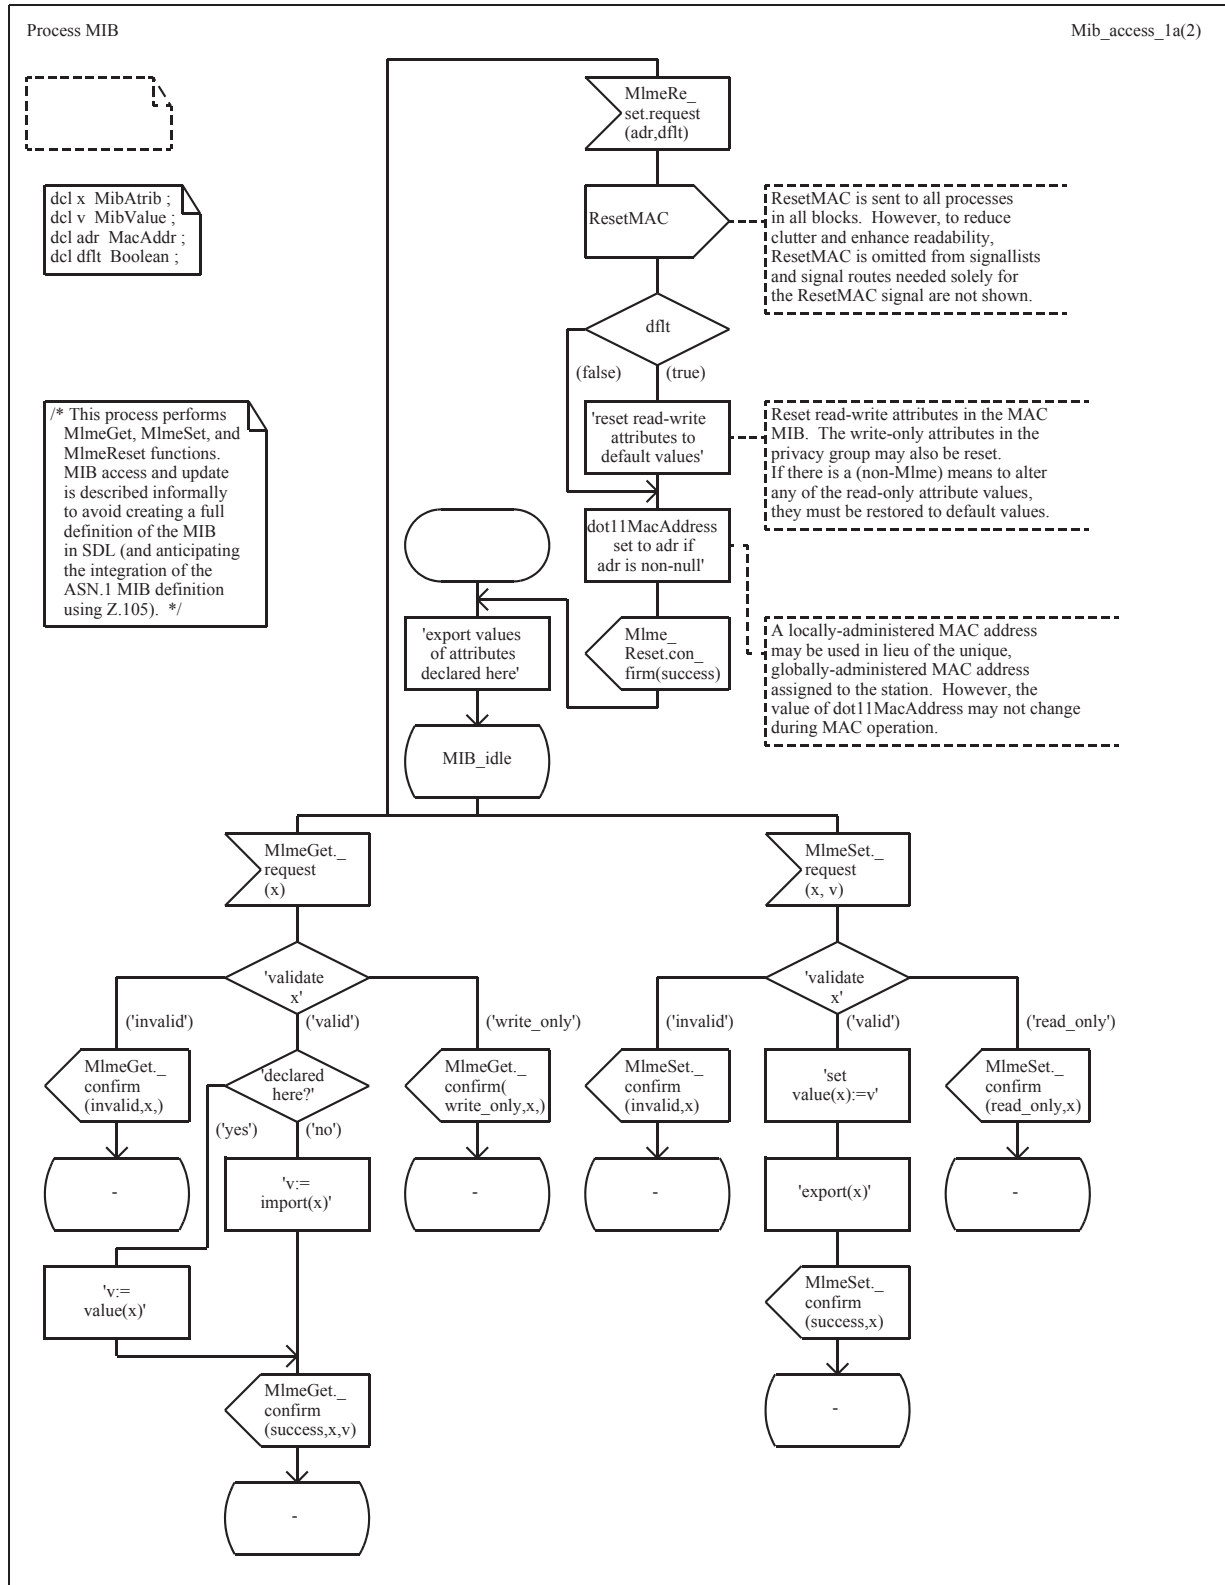 Process MIB
Mib_access_1a(2)
MlmeRe_
set.request
(adr,dflt)
dcl x  MibAtrib ;
dcl v  MibValue ;
dcl adr  MacAddr ;
dcl dflt  Boolean ;
ResetMAC
ResetMAC is sent to all processes
in all blocks.  However, to reduce
clutter and enhance readability,
ResetMAC is omitted from signallists
and signal routes needed solely for
the ResetMAC signal are not shown.
dflt
(false)
(true)
/* This process performs
MlmeGet, MlmeSet, and
MlmeReset functions.
MIB access and update
is described informally
to avoid creating a full
definition of the MIB
in SDL (and anticipating
the integration of the
ASN.1 MIB definition
using Z.105).  */
'reset read-write
attributes to
default values'
Reset read-write attributes in the MAC
MIB.  The write-only attributes in the
privacy group may also be reset.
If there is a (non-Mlme) means to alter
any of the read-only attribute values,
they must be restored to default values.
dot11MacAddress
set to adr if
adr is non-null'
'export values
of attributes
declared here'
Mlme_
Reset.con_
firm(success)
A locally-administered MAC address
may be used in lieu of the unique,
globally-administered MAC address
assigned to the station.  However, the
value of dot11MacAddress may not change
during MAC operation.
MIB_idle
MlmeGet._
request
(x)
MlmeSet._
request
(x, v)
'validate
x'
'validate
x'
('invalid')
('valid')
('write_only')
('invalid')
('valid')
('read_only')
MlmeGet._
confirm
(invalid,x,)
'declared
here?'
MlmeGet._
confirm(
write_only,x,)
MlmeSet._
confirm
(invalid,x)
'set
value(x):=v'
MlmeSet._
confirm
(read_only,x)
('yes')
('no')
-
'v:=
import(x)'
-
-
'export(x)'
-
'v:=
value(x)'
MlmeSet._
confirm
(success,x)
MlmeGet._
confirm
(success,x,v)
-
-